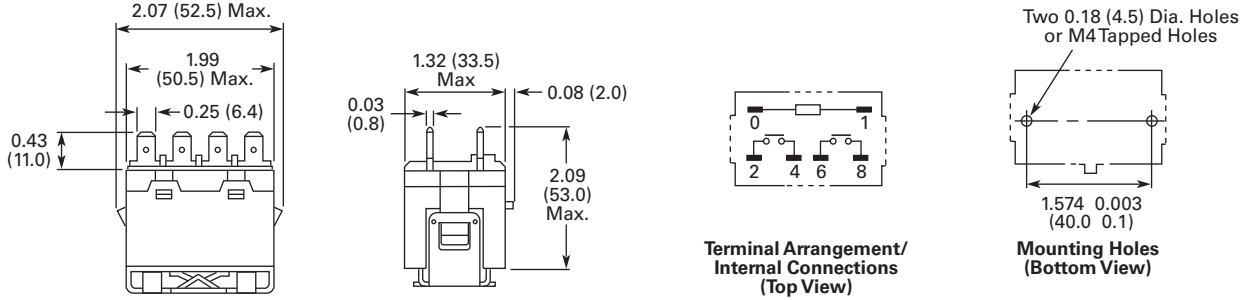 2.07 (52.5) Max.
1.99
(50.5) Max.
0.25 (6.4)
0.43
(11.0)
1.32 (33.5)
Max
0.08 (2.0)
0.03
(0.8)
2.09
(53.0)
Max.
0 1
2 4 6 8
Terminal Arrangement/
Internal Connections
(Top View)
Two 0.18 (4.5) Dia. Holes
or M4 Tapped Holes
1.574 0.003
(40.0 0.1)
Mounting Holes
(Bottom View)